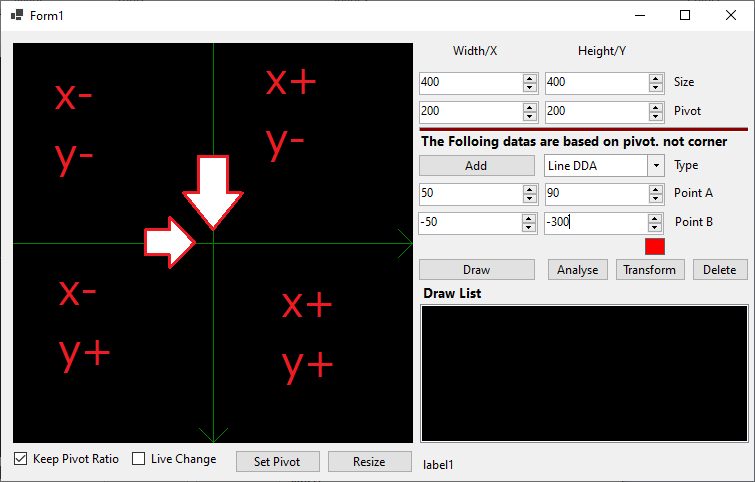 Form1
Width/X Height/Y
400 400 Size
200 200 Pivot
The Folloing datas are based on pivot. not corner
Add Line DDA Type
50 90 Point A
-50 -300 Point B
Draw Analyse Transform Delete
Draw List
x- x+
y- y-
x- x+
y+ y+
Keep Pivot Ratio Live Change Set Pivot Resize label1